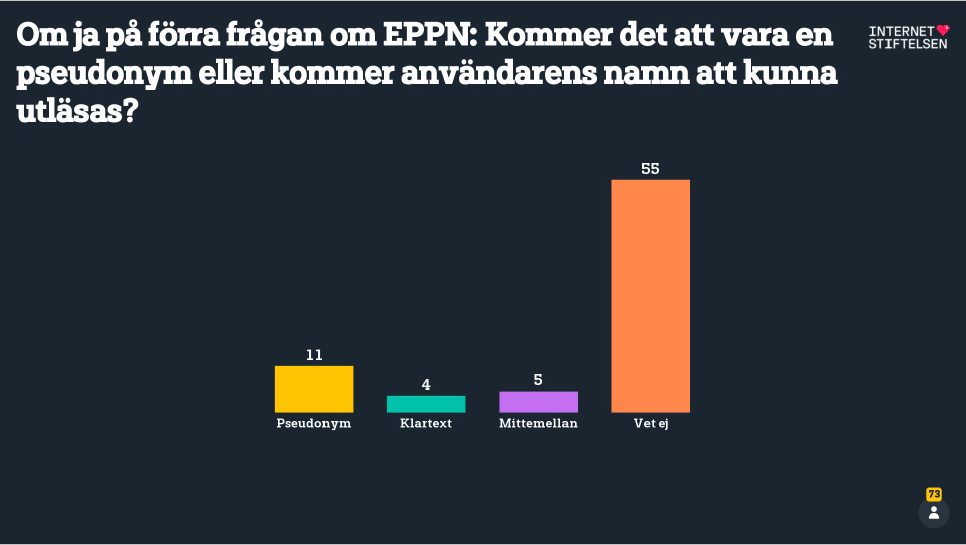 Om ja på förra frågan om EPPN: Kommer det att vara en
pseudonym eller kommer användarens namn att kunna
utläsas?
INTERNET
STIFTELSEN
55
11
5
4
Pseudonym
Klartext
Mittemellan
Vet ej
73